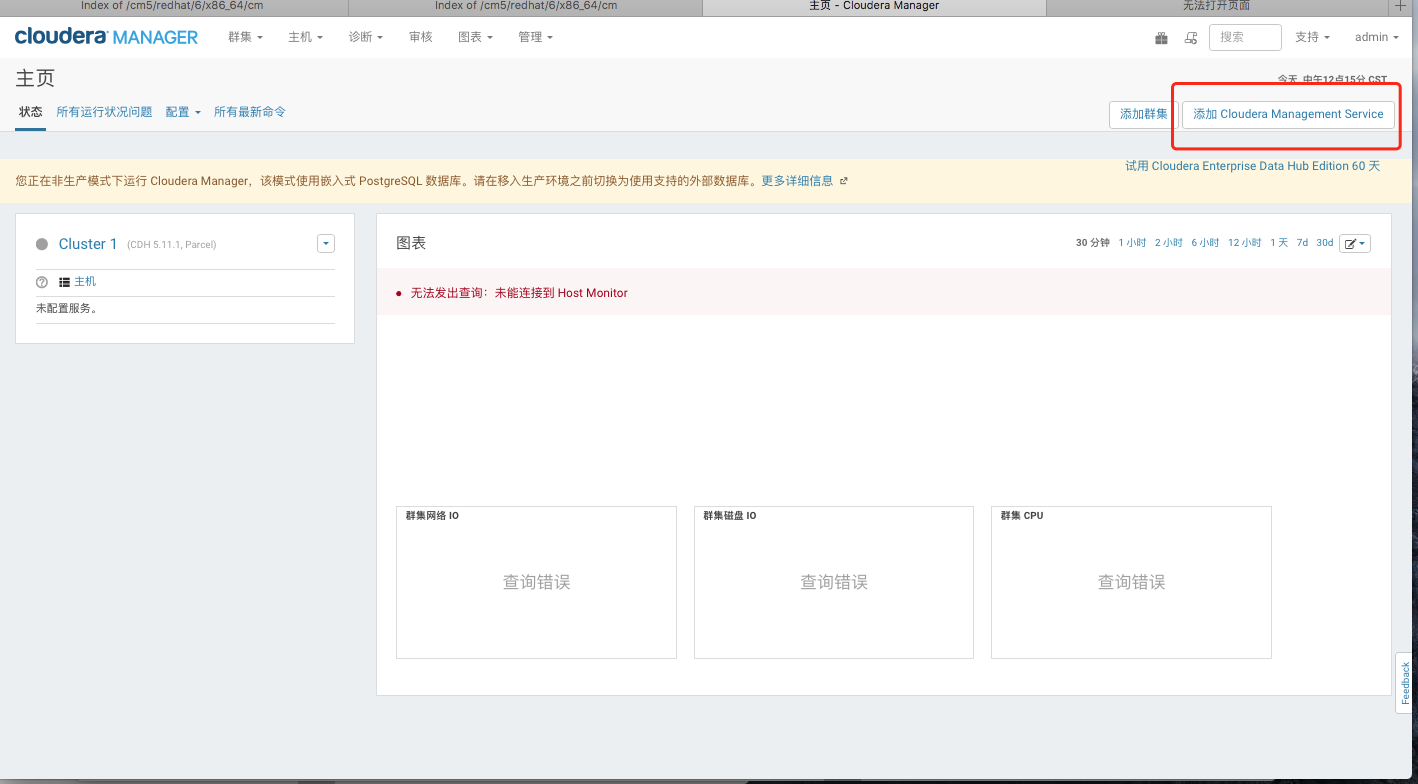 Index of /cm5/redhat/6/x86_64/cm Index of /cm5/redhat/6/x86_64/cm 主页 - Cloudera Manager 无法打开页面
cloudera MANAGER 群集 主机 诊断 审核 图表 管理 搜索 支持 admin
主页
今天, 中午12点15分 CST
状态 所有运行状况问题 配置 所有最新命令 添加群集 添加 Cloudera Management Service
试用 Cloudera Enterprise Data Hub Edition 60 天
您正在非生产模式下运行 Cloudera Manager，该模式使用嵌入式 PostgreSQL 数据库。请在移入生产环境之前切换为使用支持的外部数据库。更多详细信息
Cluster 1 (CDH 5.11.1, Parcel)
主机
未配置服务。
图表 30 分钟 1 小时 2 小时 6 小时 12 小时 1 天 7d 30d
无法发出查询：未能连接到 Host Monitor
群集网络 IO 群集磁盘 IO 群集 CPU
查询错误 查询错误 查询错误
Feedback